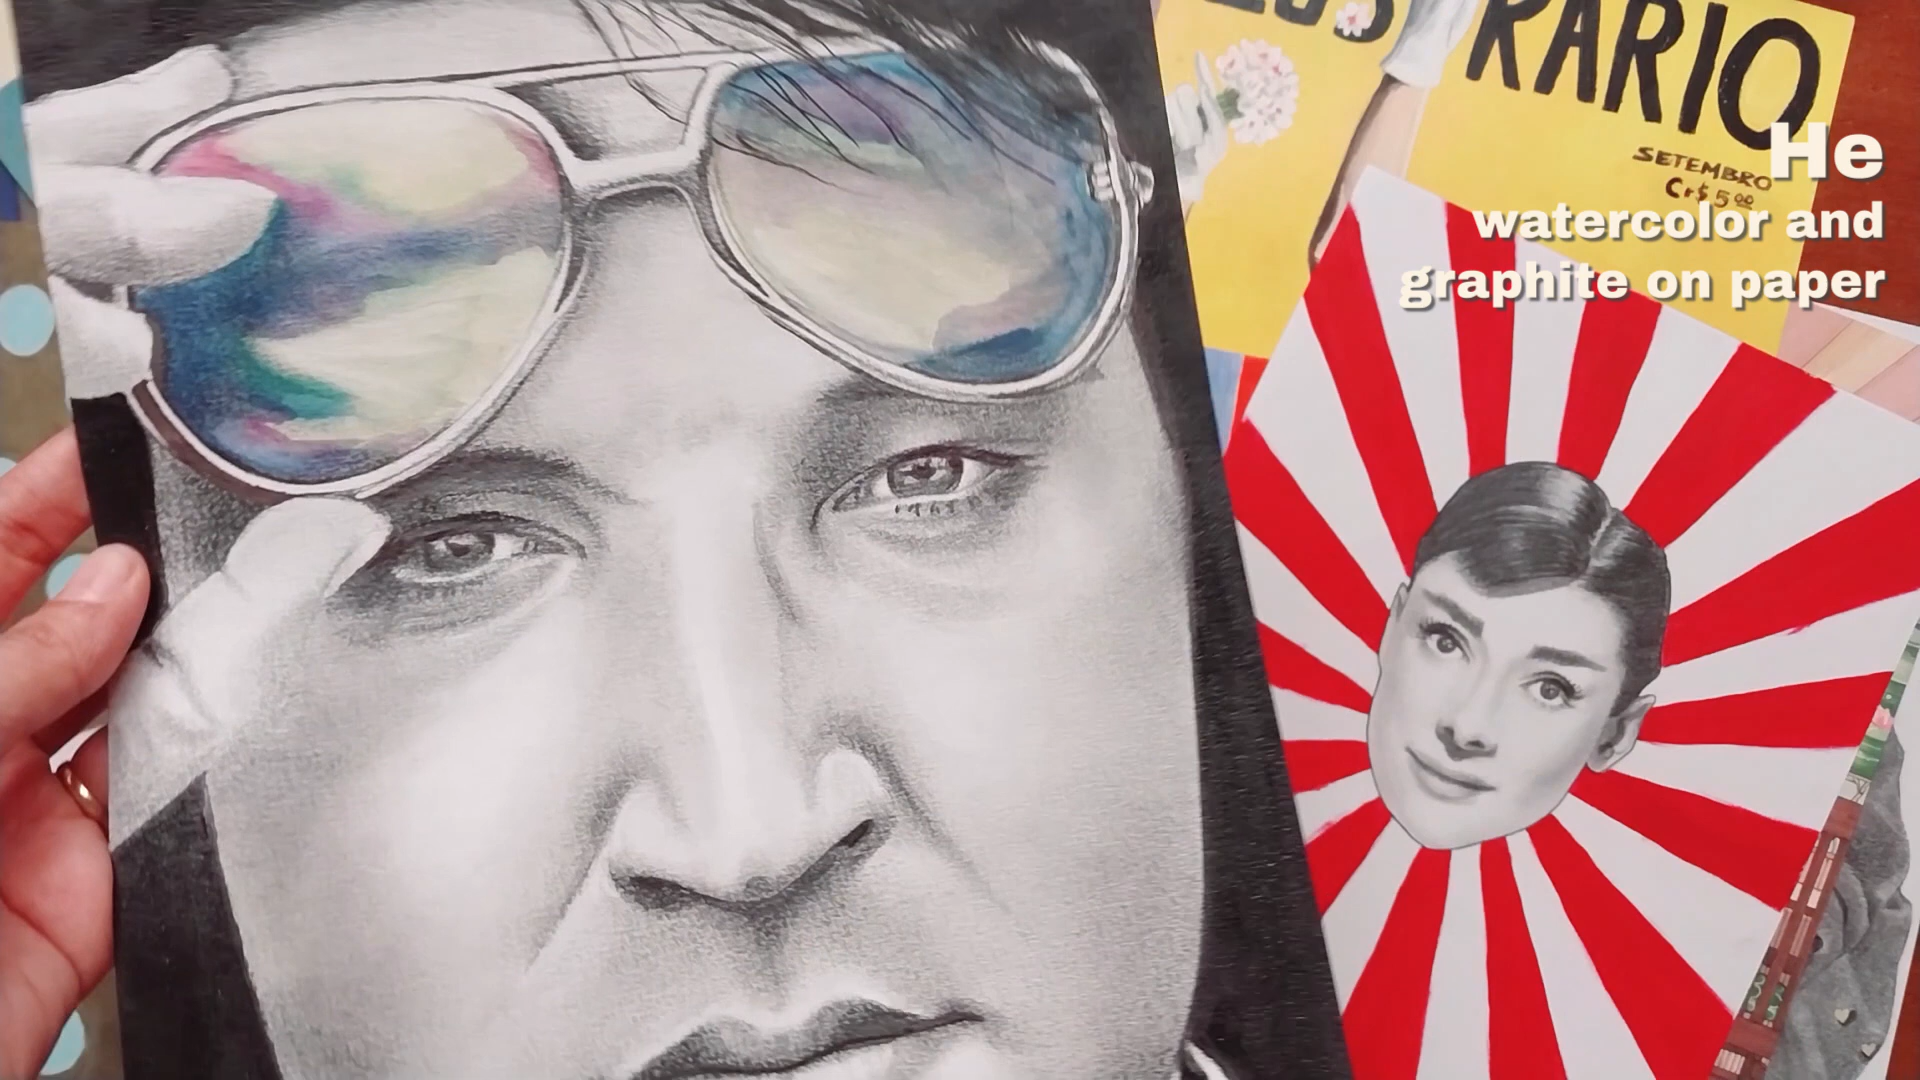 RARIO
SETEMBRO
Cr$ 5 00
He
watercolor and
graphite on paper